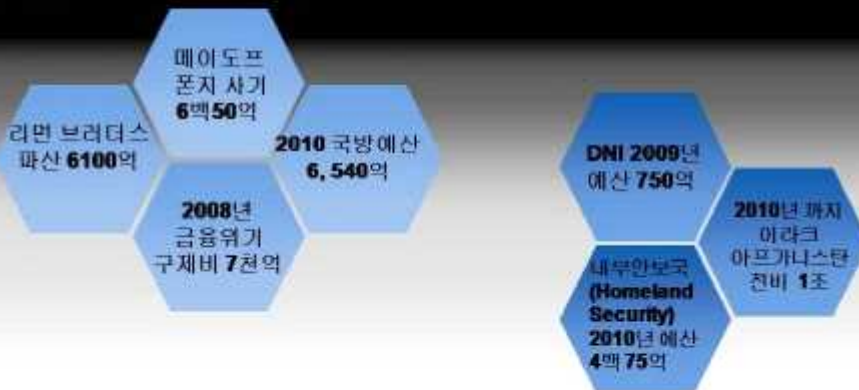 메이도프
폰지 사기
6백50억
리먼 브러더스
파산 6100억
2010 국방예산
6, 540억
2008년
금융위기
구제비 7천억
DNI 2009년
예산 750억
2010년 까지
이라크
아프가니스탄
전비 1조
내부안보국
(Homeland
Security)
2010년 예산
4백 75억